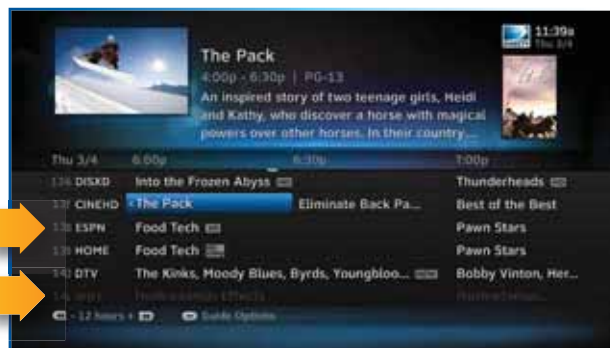 11:39a
Thu 3/4
The Pack
4:00p - 6:30p | PG-13
An inspired story of two teenage girls, Heidi
and Kathy, who discover a horse with magical
powers over other horses. In their country...
Thu 3/4 6:00p 6:30p 7:00p
DISXD Into the Frozen Abyss Thunderheads
CINEHD The Pack Eliminate Back Pa... Best of the Best
ESPN Food Tech Pawn Stars
HOME Food Tech Pawn Stars
DTV The Kinks, Moody Blues, Byrds, Youngbloo... Bobby Vinton, Her...
- 12 hours + Guide Options